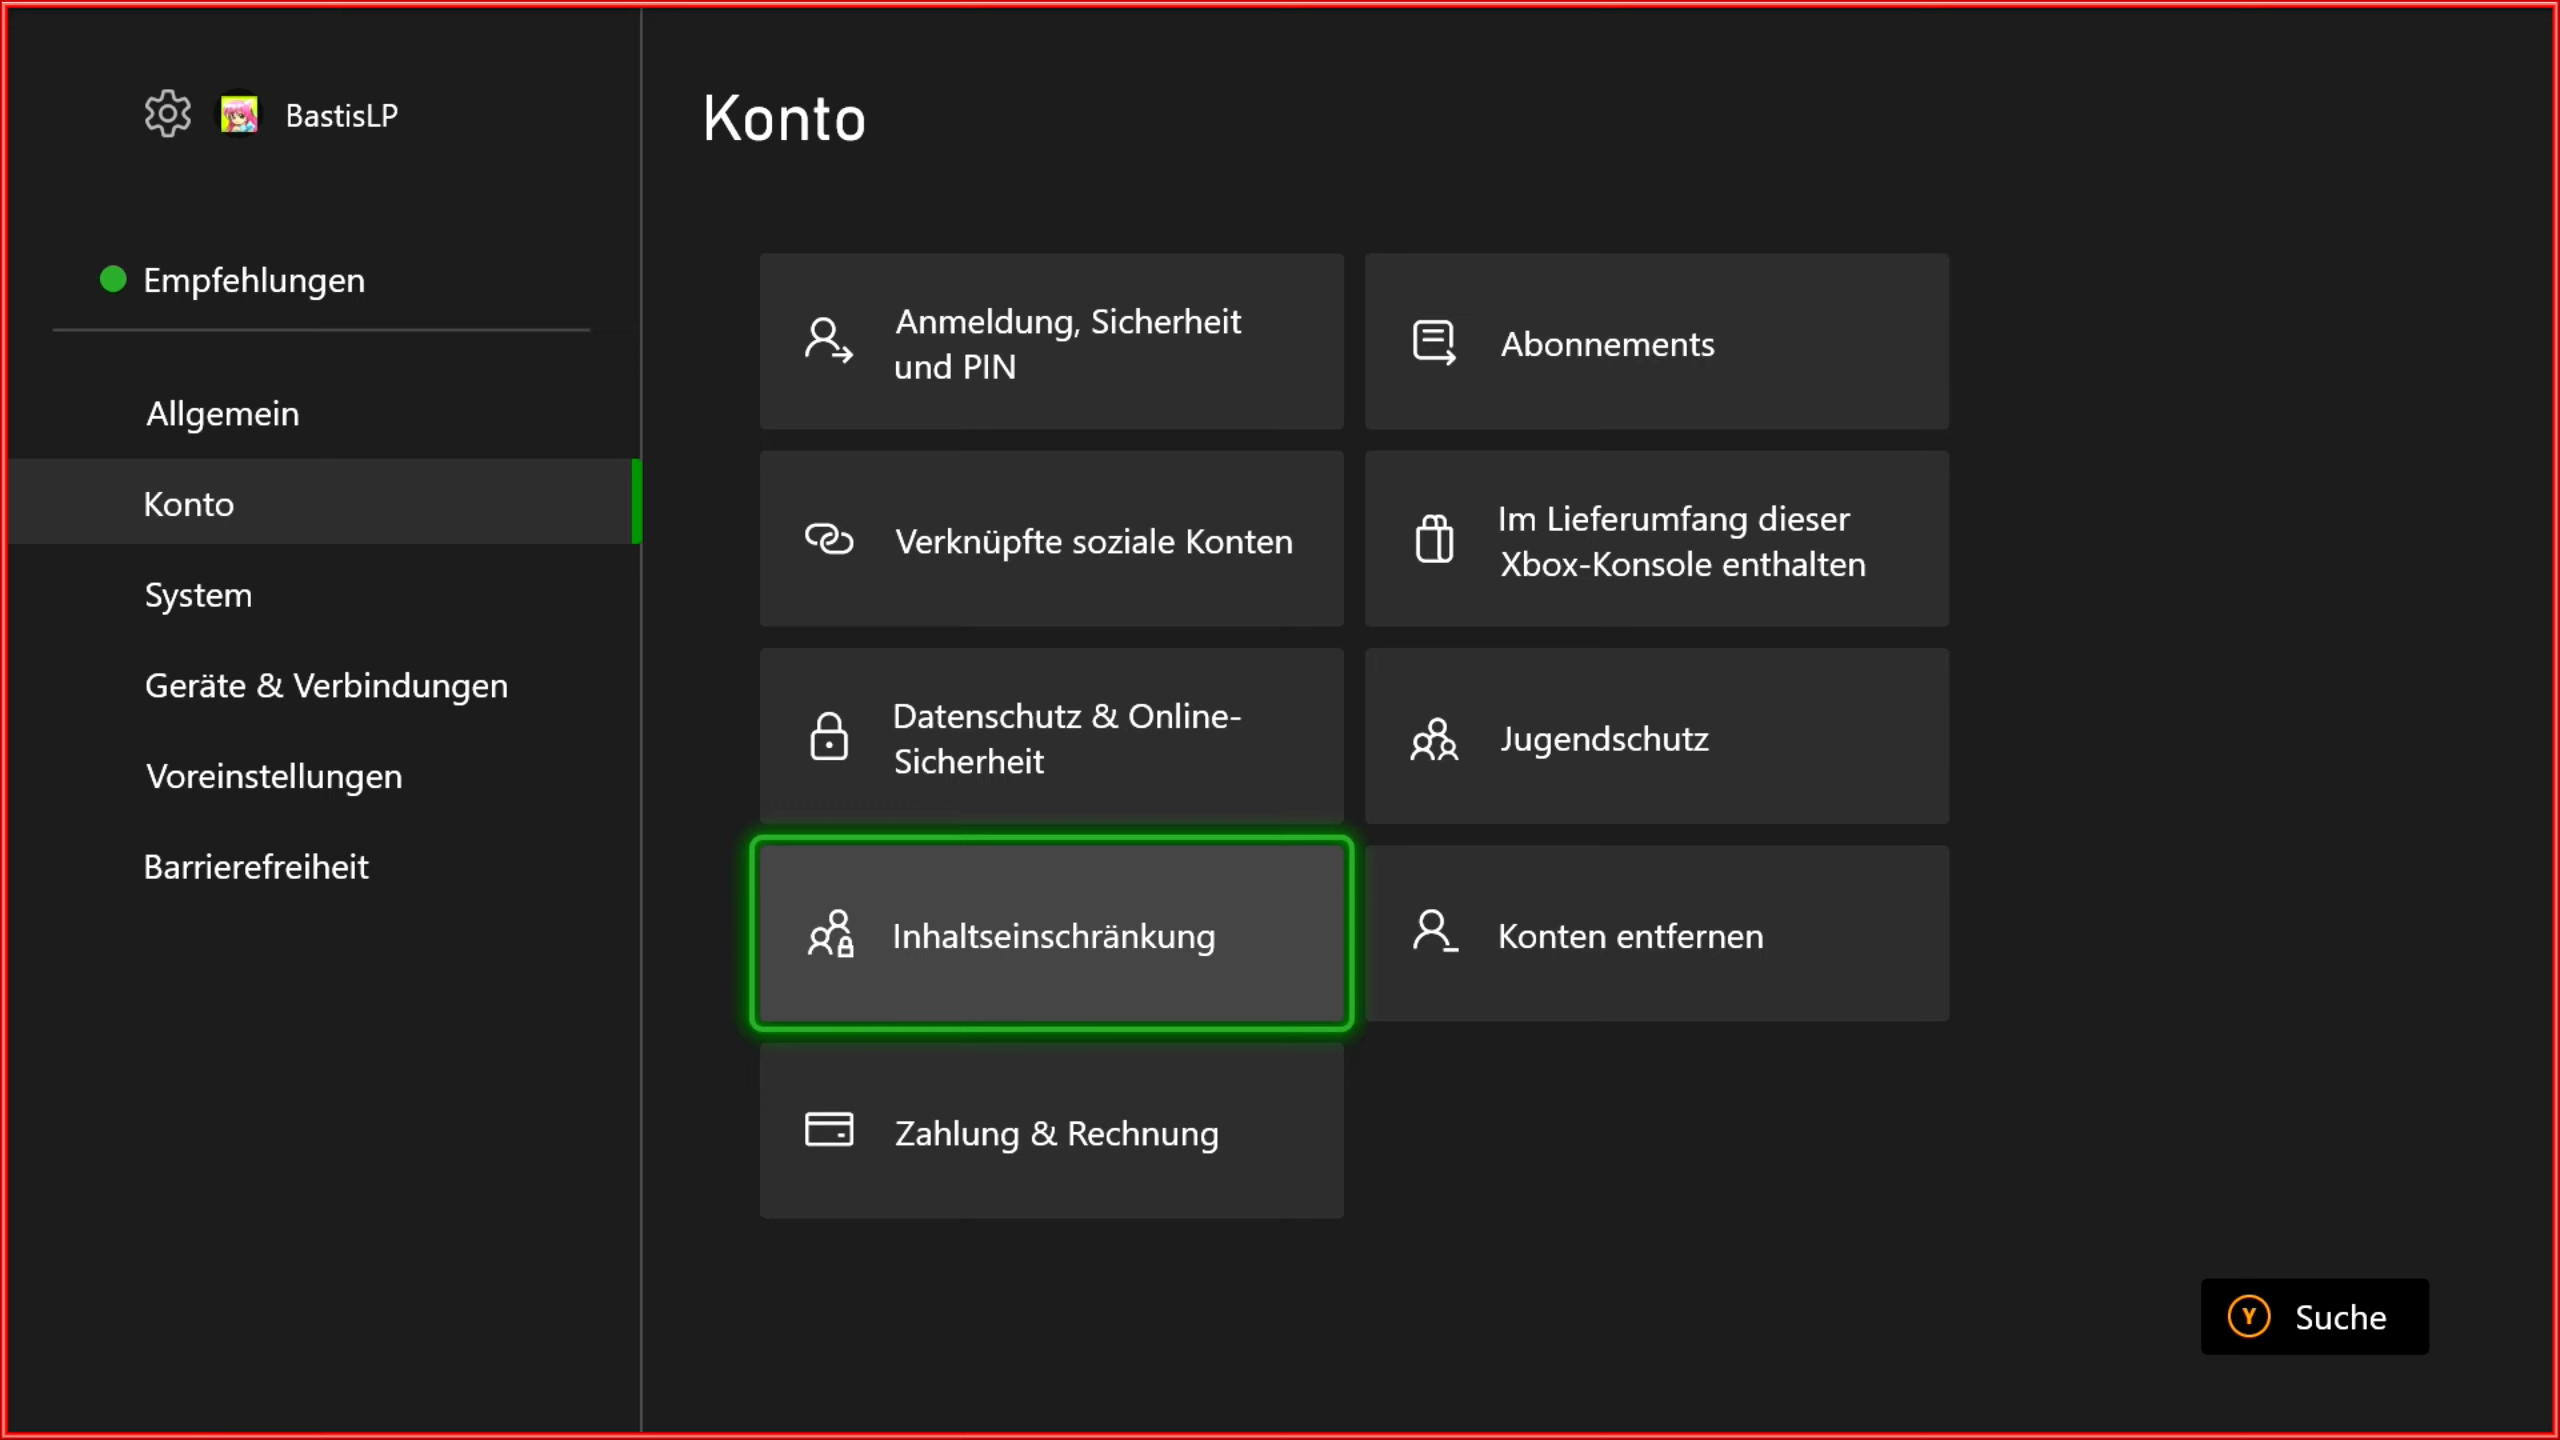 BastisLP
Empfehlungen
Allgemein
Konto
System
Geräte & Verbindungen
Voreinstellungen
Barrierefreiheit
Konto
Anmeldung, Sicherheit
und PIN
Abonnements
Verknüpfte soziale Konten
Im Lieferumfang dieser
Xbox-Konsole enthalten
Datenschutz & Online-
Sicherheit
Jugendschutz
Inhaltseinschränkung
Konten entfernen
Zahlung & Rechnung
Y Suche